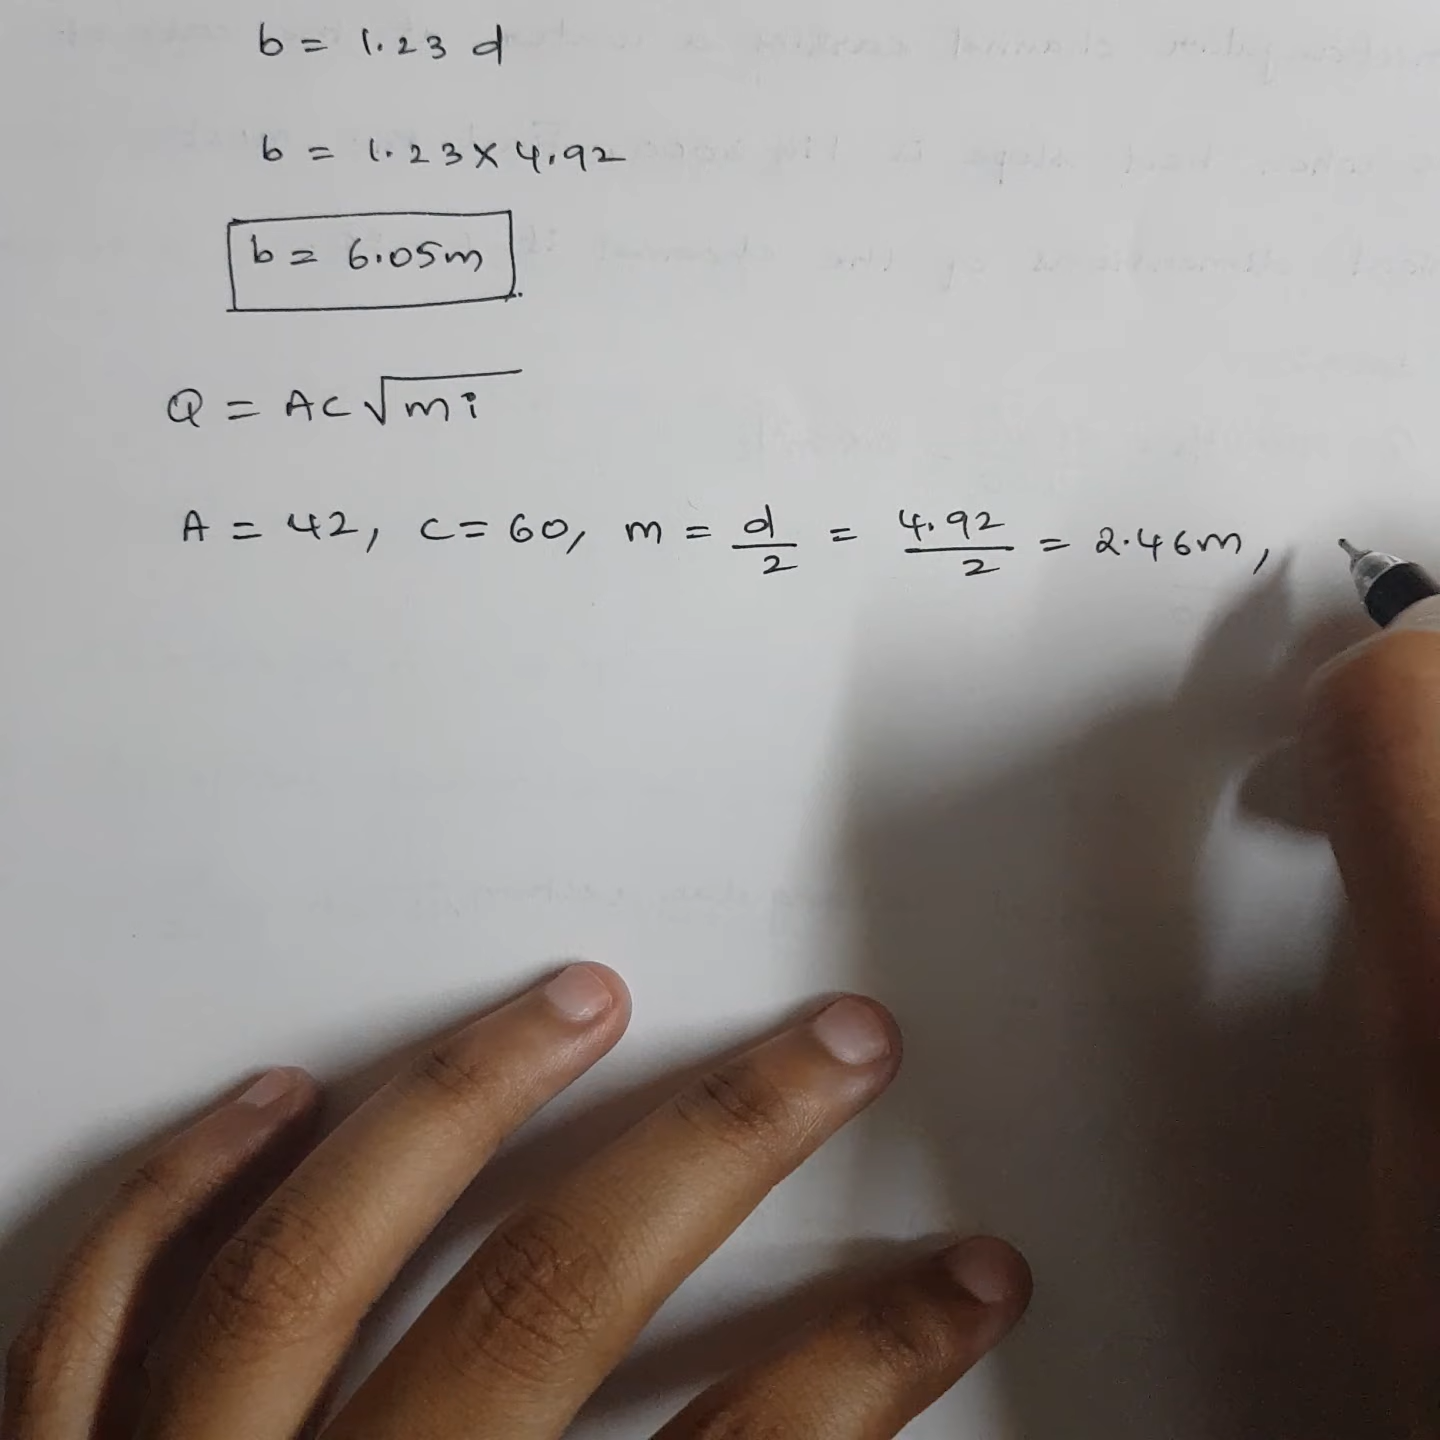 b = 1.23 d
b = 1.23 × 4.92
b = 6.05m
Q = AC√mi
A = 42, C = 60, m = d/2 = 4.92/2 = 2.46m,